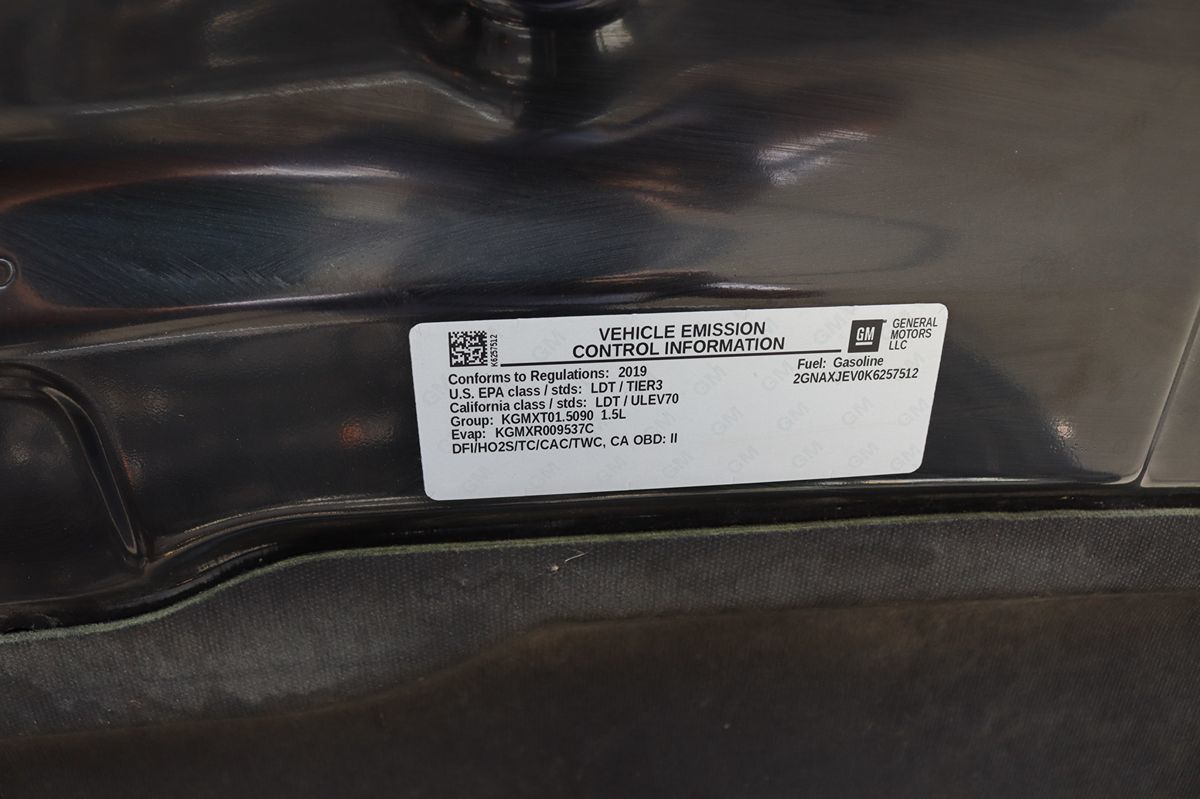 K6257512
VEHICLE EMISSION
CONTROL INFORMATION
GM
GENERAL
MOTORS
LLC
Conforms to Regulations: 2019
Fuel: Gasoline
U.S. EPA class / stds: LDT / TIER3
2GNAXJEV0K6257512
California class / stds: LDT / ULEV70
Group: KGMXT01.5090 1.5L
Evap: KGMXR009537C
DFI/HO2S/TC/CAC/TWC, CA OBD: II